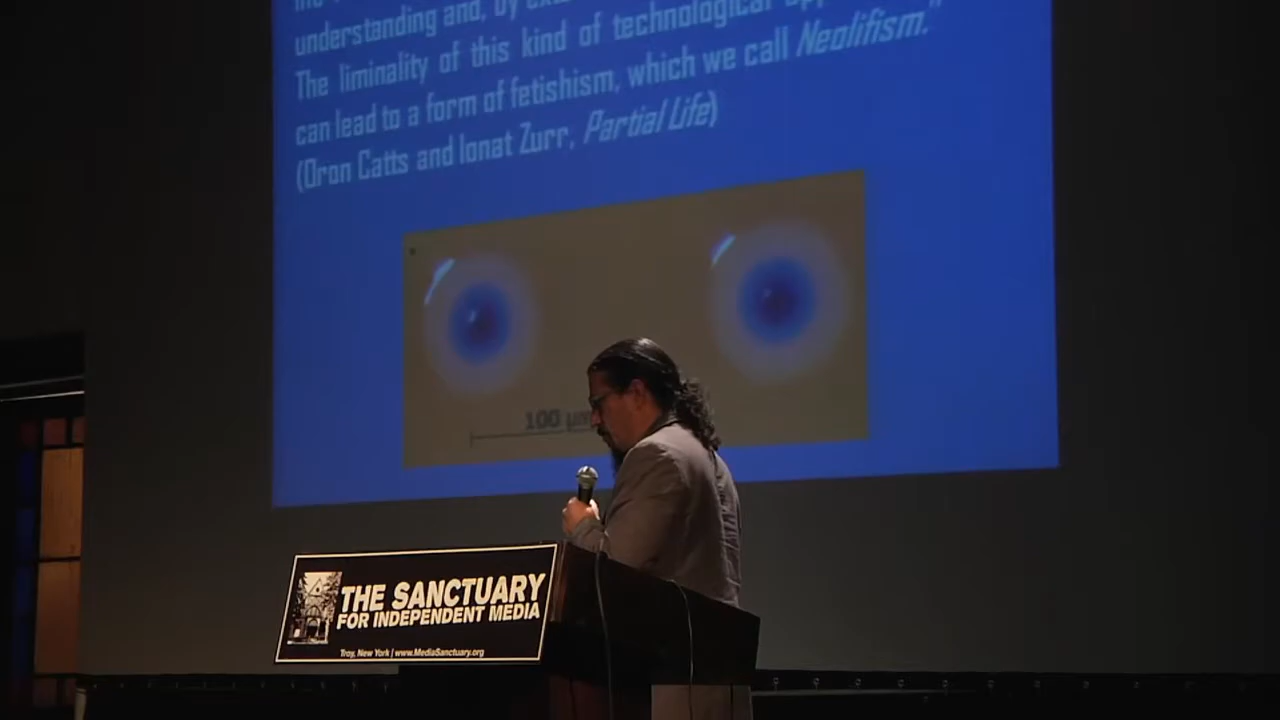 understanding and, by
The liminality of this kind of technological
can lead to a form of fetishism, which we call Neolifism."
(Oron Catts and Ionat Zurr, Partial Life)
100 µm
THE SANCTUARY
FOR INDEPENDENT MEDIA
Troy, New York | www.MediaSanctuary.org